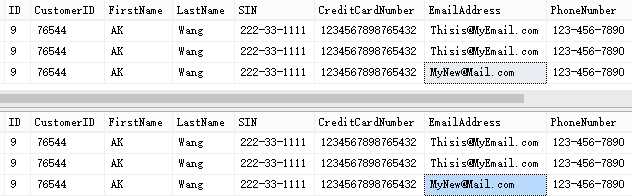 ID CustomerID FirstName LastName SIN CreditCardNumber EmailAddress PhoneNumber
9 76544 AK Wang 222-33-1111 1234567898765432 Thisis@MyEmail.com 123-456-7890
9 76544 AK Wang 222-33-1111 1234567898765432 Thisis@MyEmail.com 123-456-7890
9 76544 AK Wang 222-33-1111 1234567898765432 MyNew@Mail.com 123-456-7890
ID CustomerID FirstName LastName SIN CreditCardNumber EmailAddress PhoneNumber
9 76544 AK Wang 222-33-1111 1234567898765432 Thisis@MyEmail.com 123-456-7890
9 76544 AK Wang 222-33-1111 1234567898765432 Thisis@MyEmail.com 123-456-7890
9 76544 AK Wang 222-33-1111 1234567898765432 MyNew@Mail.com 123-456-7890